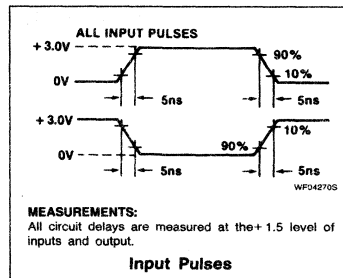 ALL INPUT PULSES
+ 3.0V
90%
10%
0V
5ns
5ns
+ 3.0V
10%
90%
0V
5ns
5ns
WF04270S
MEASUREMENTS:
All circuit delays are measured at the+ 1.5 level of
inputs and output.
Input Pulses